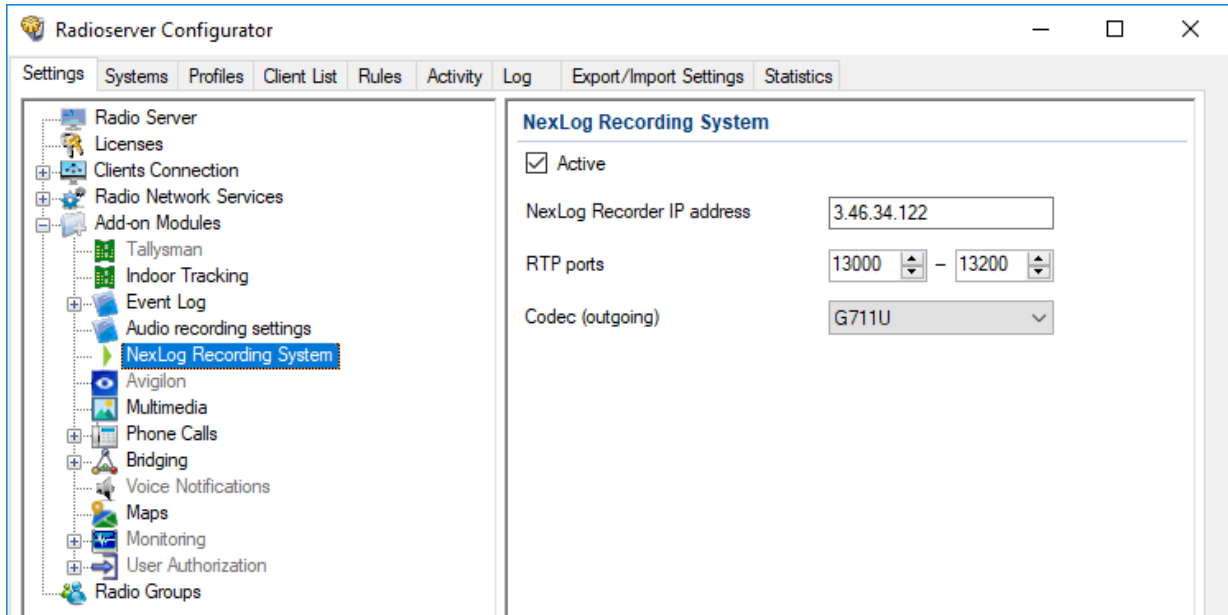 Radioserver Configurator
Settings Systems Profiles Client List Rules Activity Log Export/Import Settings Statistics
Radio Server
Licenses
Clients Connection
Radio Network Services
Add-on Modules
Tallysman
Indoor Tracking
Event Log
Audio recording settings
NexLog Recording System
Avigilon
Multimedia
Phone Calls
Bridging
Voice Notifications
Maps
Monitoring
User Authorization
Radio Groups
NexLog Recording System
Active
NexLog Recorder IP address 3.46.34.122
RTP ports 13000 – 13200
Codec (outgoing) G711U